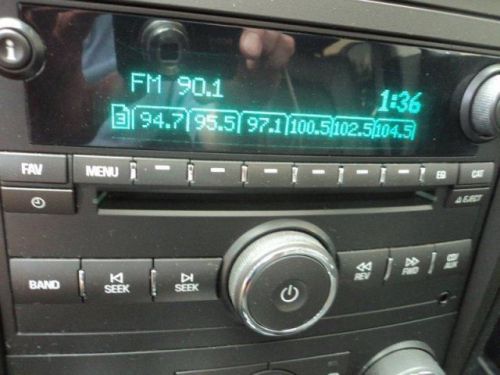 FM 90.1
1:36
3 94.7 95.5 97.1 100.5 102.5 104.5
FAV MENU EQ CAT
EJECT
BAND SEEK SEEK REV FWD AUX